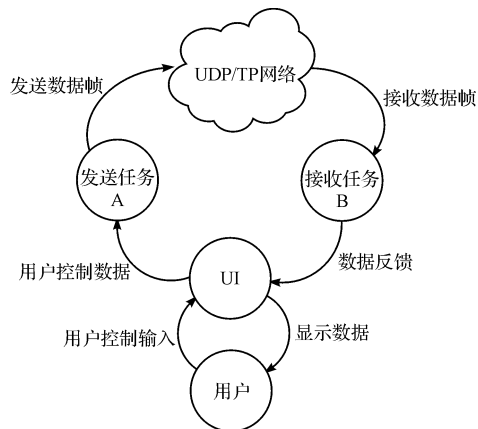 UDP/TP网络
发送数据帧
接收数据帧
发送任务
A
接收任务
B
用户控制数据
UI
数据反馈
用户控制输入
显示数据
用户